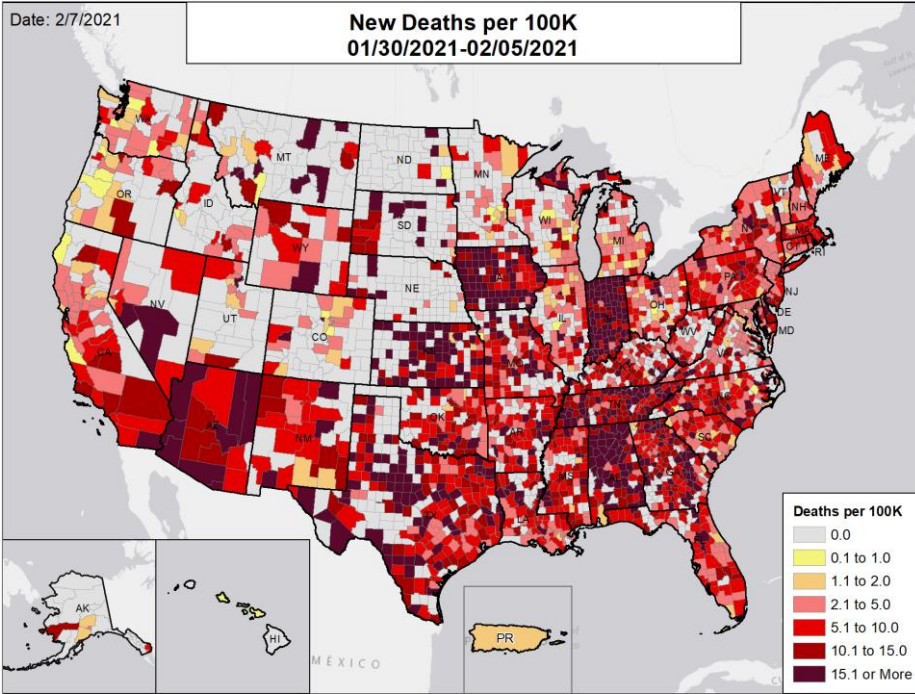 Date: 2/7/2021
New Deaths per 100K
01/30/2021-02/05/2021
WA
MT
ND
MN
ME
OR
ID
SD
WI
VT
NH
WY
MI
NY
MA
CT
RI
IA
NE
PA
NJ
NV
UT
CO
IL
OH
DE
MD
WV
VA
CA
MO
KY
NC
TN
AZ
NM
OK
AR
SC
MS
GA
LA
AK
HI
MÉXICO
PR
Deaths per 100K
0.0
0.1 to 1.0
1.1 to 2.0
2.1 to 5.0
5.1 to 10.0
10.1 to 15.0
15.1 or More